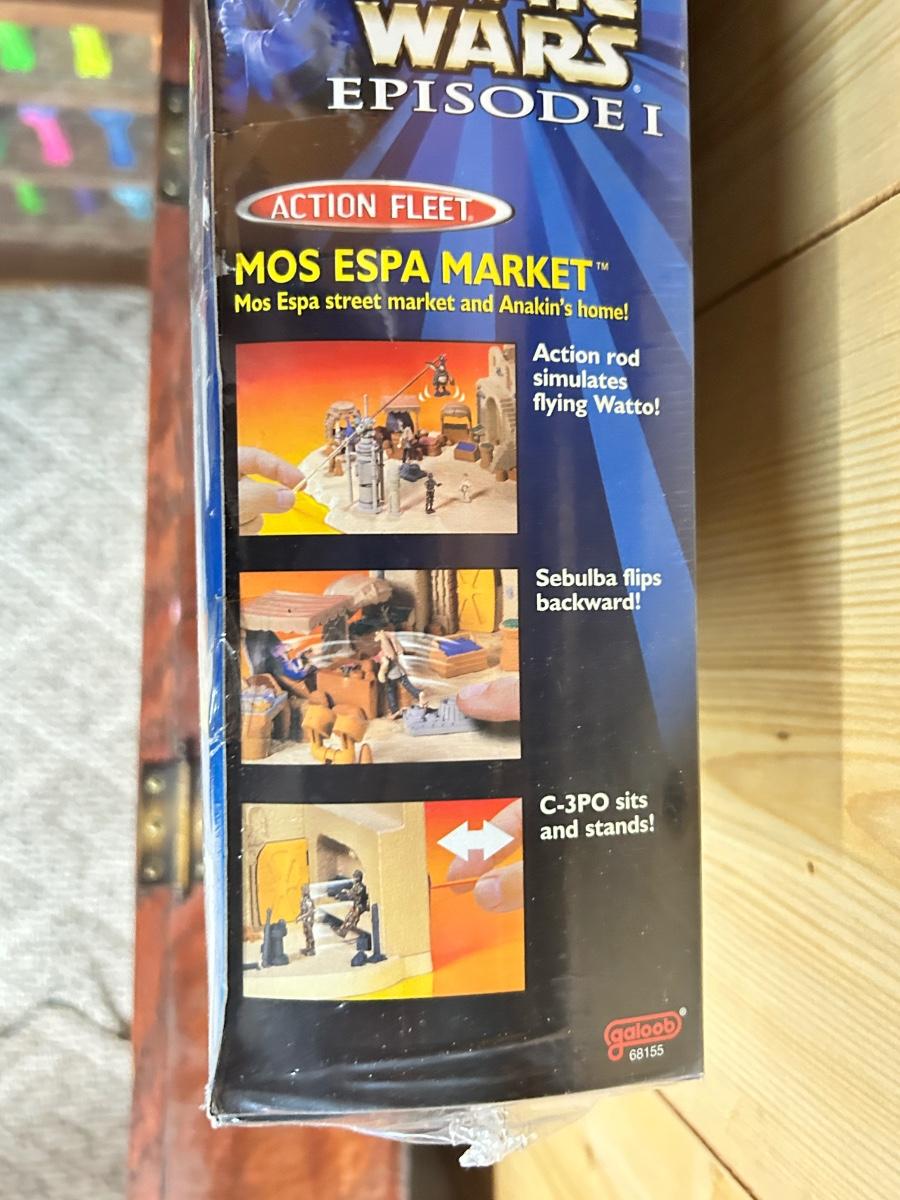 WARS®
EPISODE I
ACTION FLEET®
MOS ESPA MARKET™
Mos Espa street market and Anakin's home!
Action rod
simulates
flying Watto!
Sebulba flips
backward!
C-3PO sits
and stands!
galoob®
68155